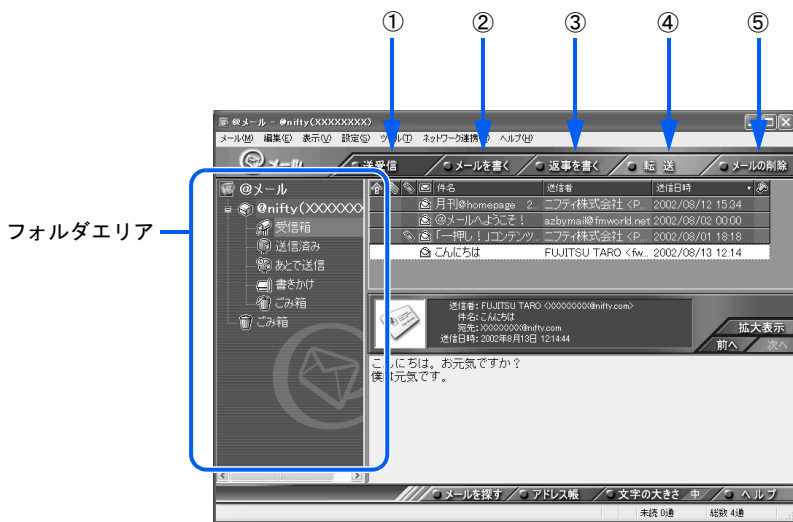 ① ② ③ ④ ⑤
@メール - @nifty(XXXXXXXX)
メール(M) 編集(E) 表示(V) 設定(S) ツール(T) ネットワーク連携 ヘルプ(H)
@メール 送受信 メールを書く 返事を書く 転 送 メールの削除
フォルダエリア
@メール
@nifty(XXXXXXX
受信箱
送信済み
あとで送信
書きかけ
ごみ箱
ごみ箱
件名 送信者 送信日時
月刊@homepage 2... ニフティ株式会社 <P... 2002/08/12 15:34
@メールへようこそ! azbymail@fmworld.net 2002/08/02 00:00
「一押し!」コンテンツ... ニフティ株式会社 <P... 2002/08/01 18:18
こんにちは FUJITSU TARO <fw... 2002/08/13 12:14
送信者: FUJITSU TARO <XXXXXXXX@nifty.com>
件名: こんにちは
宛先: XXXXXXXX@nifty.com
送信日時: 2002年8月13日 12:14:44
拡大表示
前へ 次へ
こんにちは。お元気ですか?
僕は元気です。
メールを探す アドレス帳 文字の大きさ 中 ヘルプ
未読 0通 総数 4通